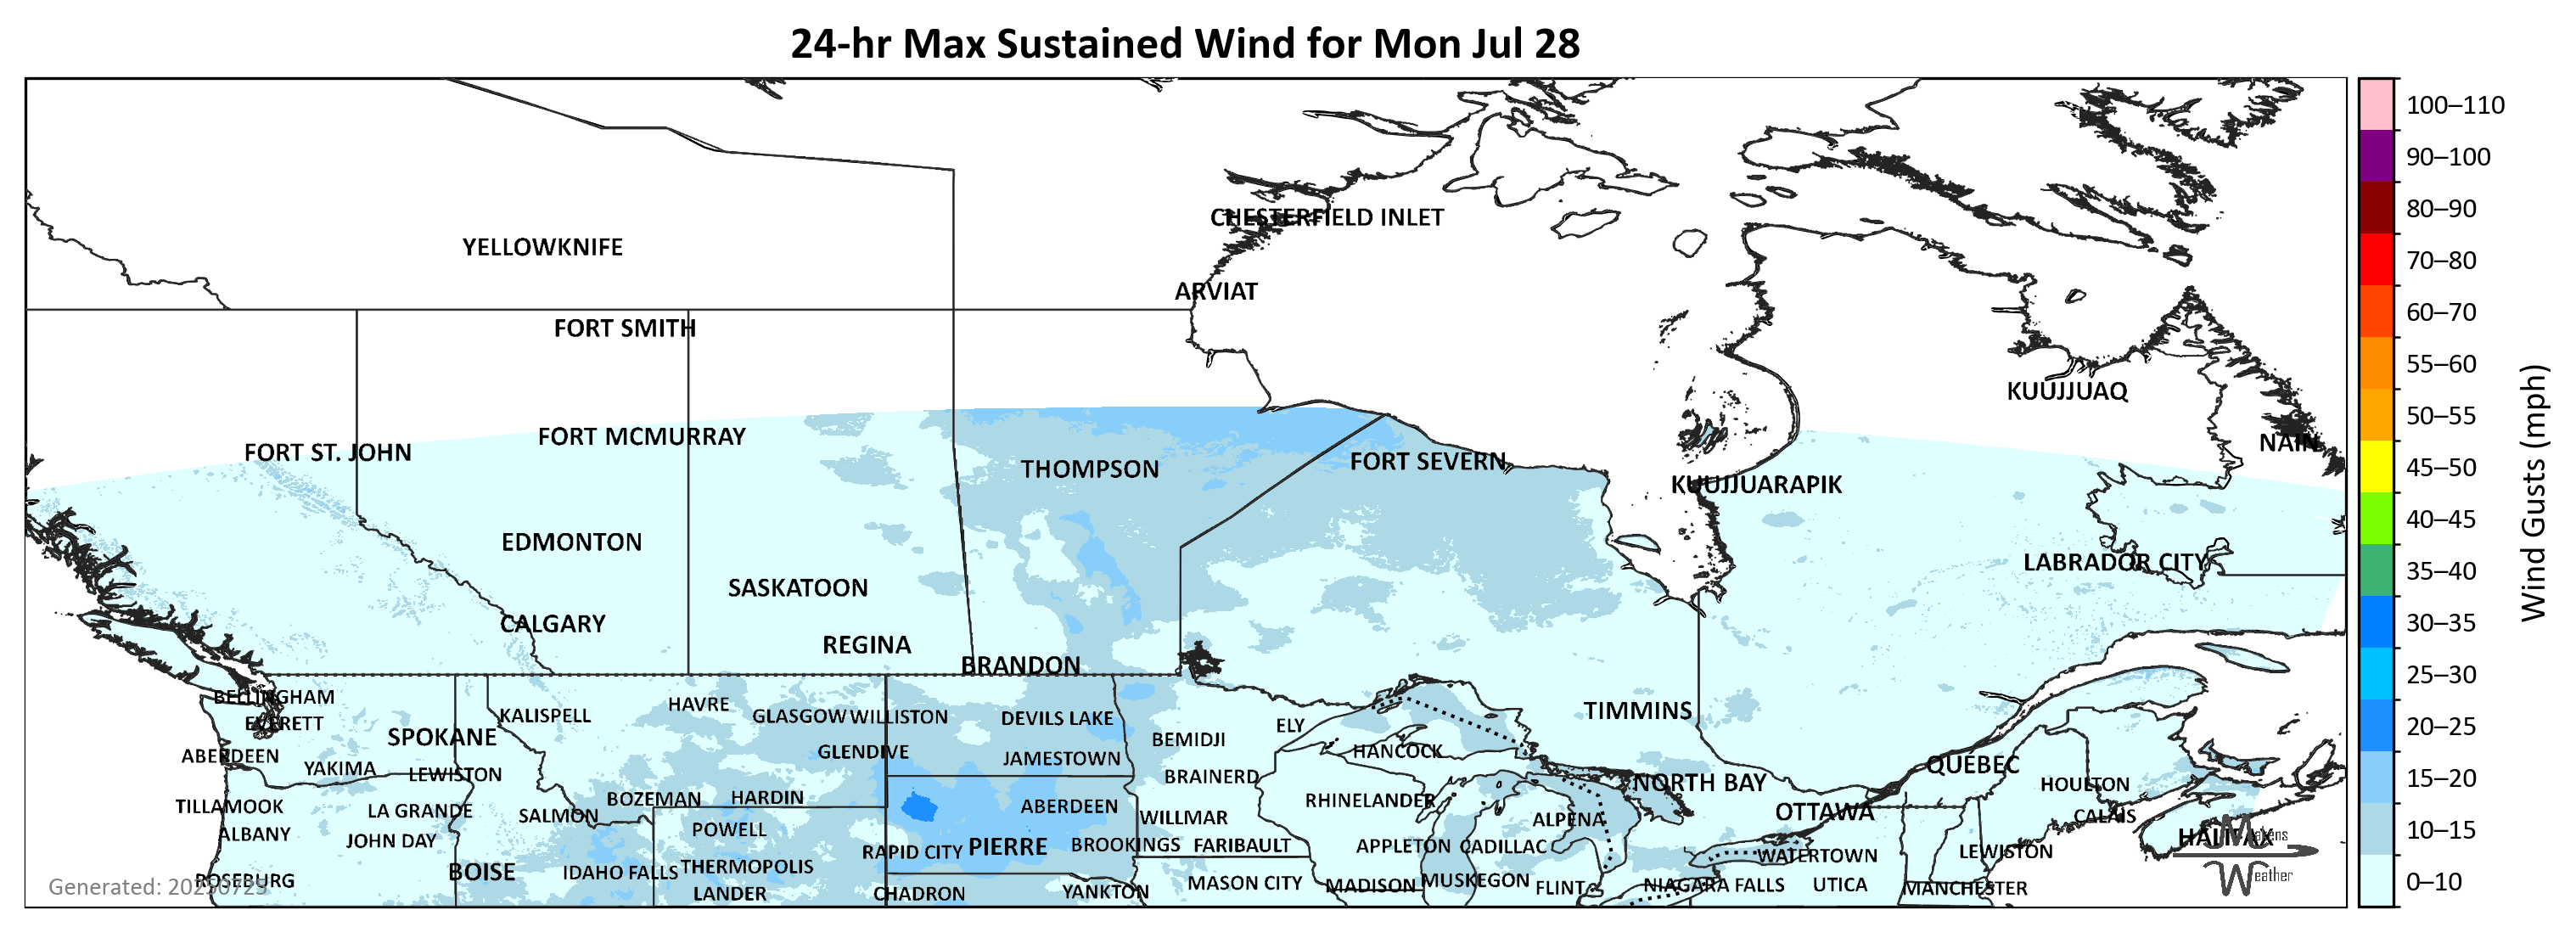 24-hr Max Sustained Wind for Mon Jul 28
100–110
90–100
80–90
70–80
60–70
55–60
50–55
45–50
40–45
35–40
30–35
25–30
20–25
15–20
10–15
0–10
Wind Gusts (mph)
CHESTERFIELD INLET
YELLOWKNIFE
ARVIAT
FORT SMITH
KUUJJUAQ
FORT MCMURRAY
NAIN
FORT ST. JOHN
FORT SEVERN
THOMPSON
KUUJJUARAPIK
EDMONTON
LABRADOR CITY
SASKATOON
CALGARY
REGINA
BRANDON
BELLINGHAM
HAVRE
TIMMINS
KALISPELL
GLASGOW
WILLISTON
DEVILS LAKE
EVERETT
ELY
SPOKANE
BEMIDJI
GLENDIVE
HANCOCK
ABERDEEN
JAMESTOWN
QUÉBEC
YAKIMA
LEWISTON
BRAINERD
NORTH BAY
HOULTON
BOZEMAN
HARDIN
RHINELANDER
TILLAMOOK
ABERDEEN
LA GRANDE
SALMON
WILLMAR
ALPENA
OTTAWA
CALAIS
POWELL
ALBANY
HALIFAX
JOHN DAY
PIERRE
BROOKINGS
FARIBAULT
APPLETON
CADILLAC
RAPID CITY
LEWISTON
WATERTOWN
THERMOPOLIS
BOISE
IDAHO FALLS
ROSEBURG
MUSKEGON
MASON CITY
MADISON
FLINT
NIAGARA FALLS
UTICA
MANCHESTER
LANDER
CHADRON
YANKTON
Generated: 20250725
Makens
Weather